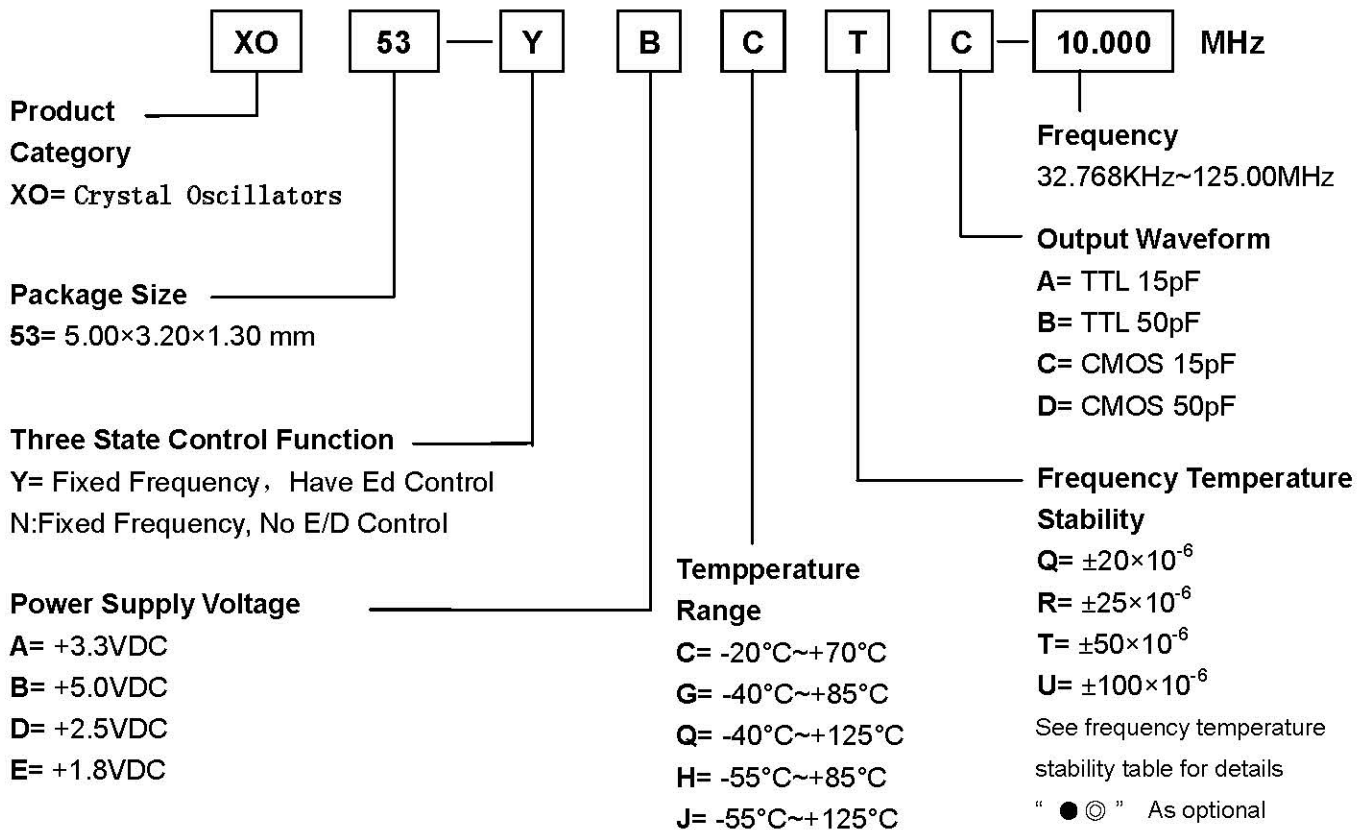 XO 53 — Y B C T C — 10.000 MHz
Product
Category
XO= Crystal Oscillators
Package Size
53= 5.00×3.20×1.30 mm
Three State Control Function
Y= Fixed Frequency，Have Ed Control
N:Fixed Frequency, No E/D Control
Power Supply Voltage
A= +3.3VDC
B= +5.0VDC
D= +2.5VDC
E= +1.8VDC
Tempperature
Range
C= -20°C~+70°C
G= -40°C~+85°C
Q= -40°C~+125°C
H= -55°C~+85°C
J= -55°C~+125°C
Frequency
32.768KHz~125.00MHz
Output Waveform
A= TTL 15pF
B= TTL 50pF
C= CMOS 15pF
D= CMOS 50pF
Frequency Temperature
Stability
Q= ±20×10⁻⁶
R= ±25×10⁻⁶
T= ±50×10⁻⁶
U= ±100×10⁻⁶
See frequency temperature
stability table for details
“ ●◎ ” As optional